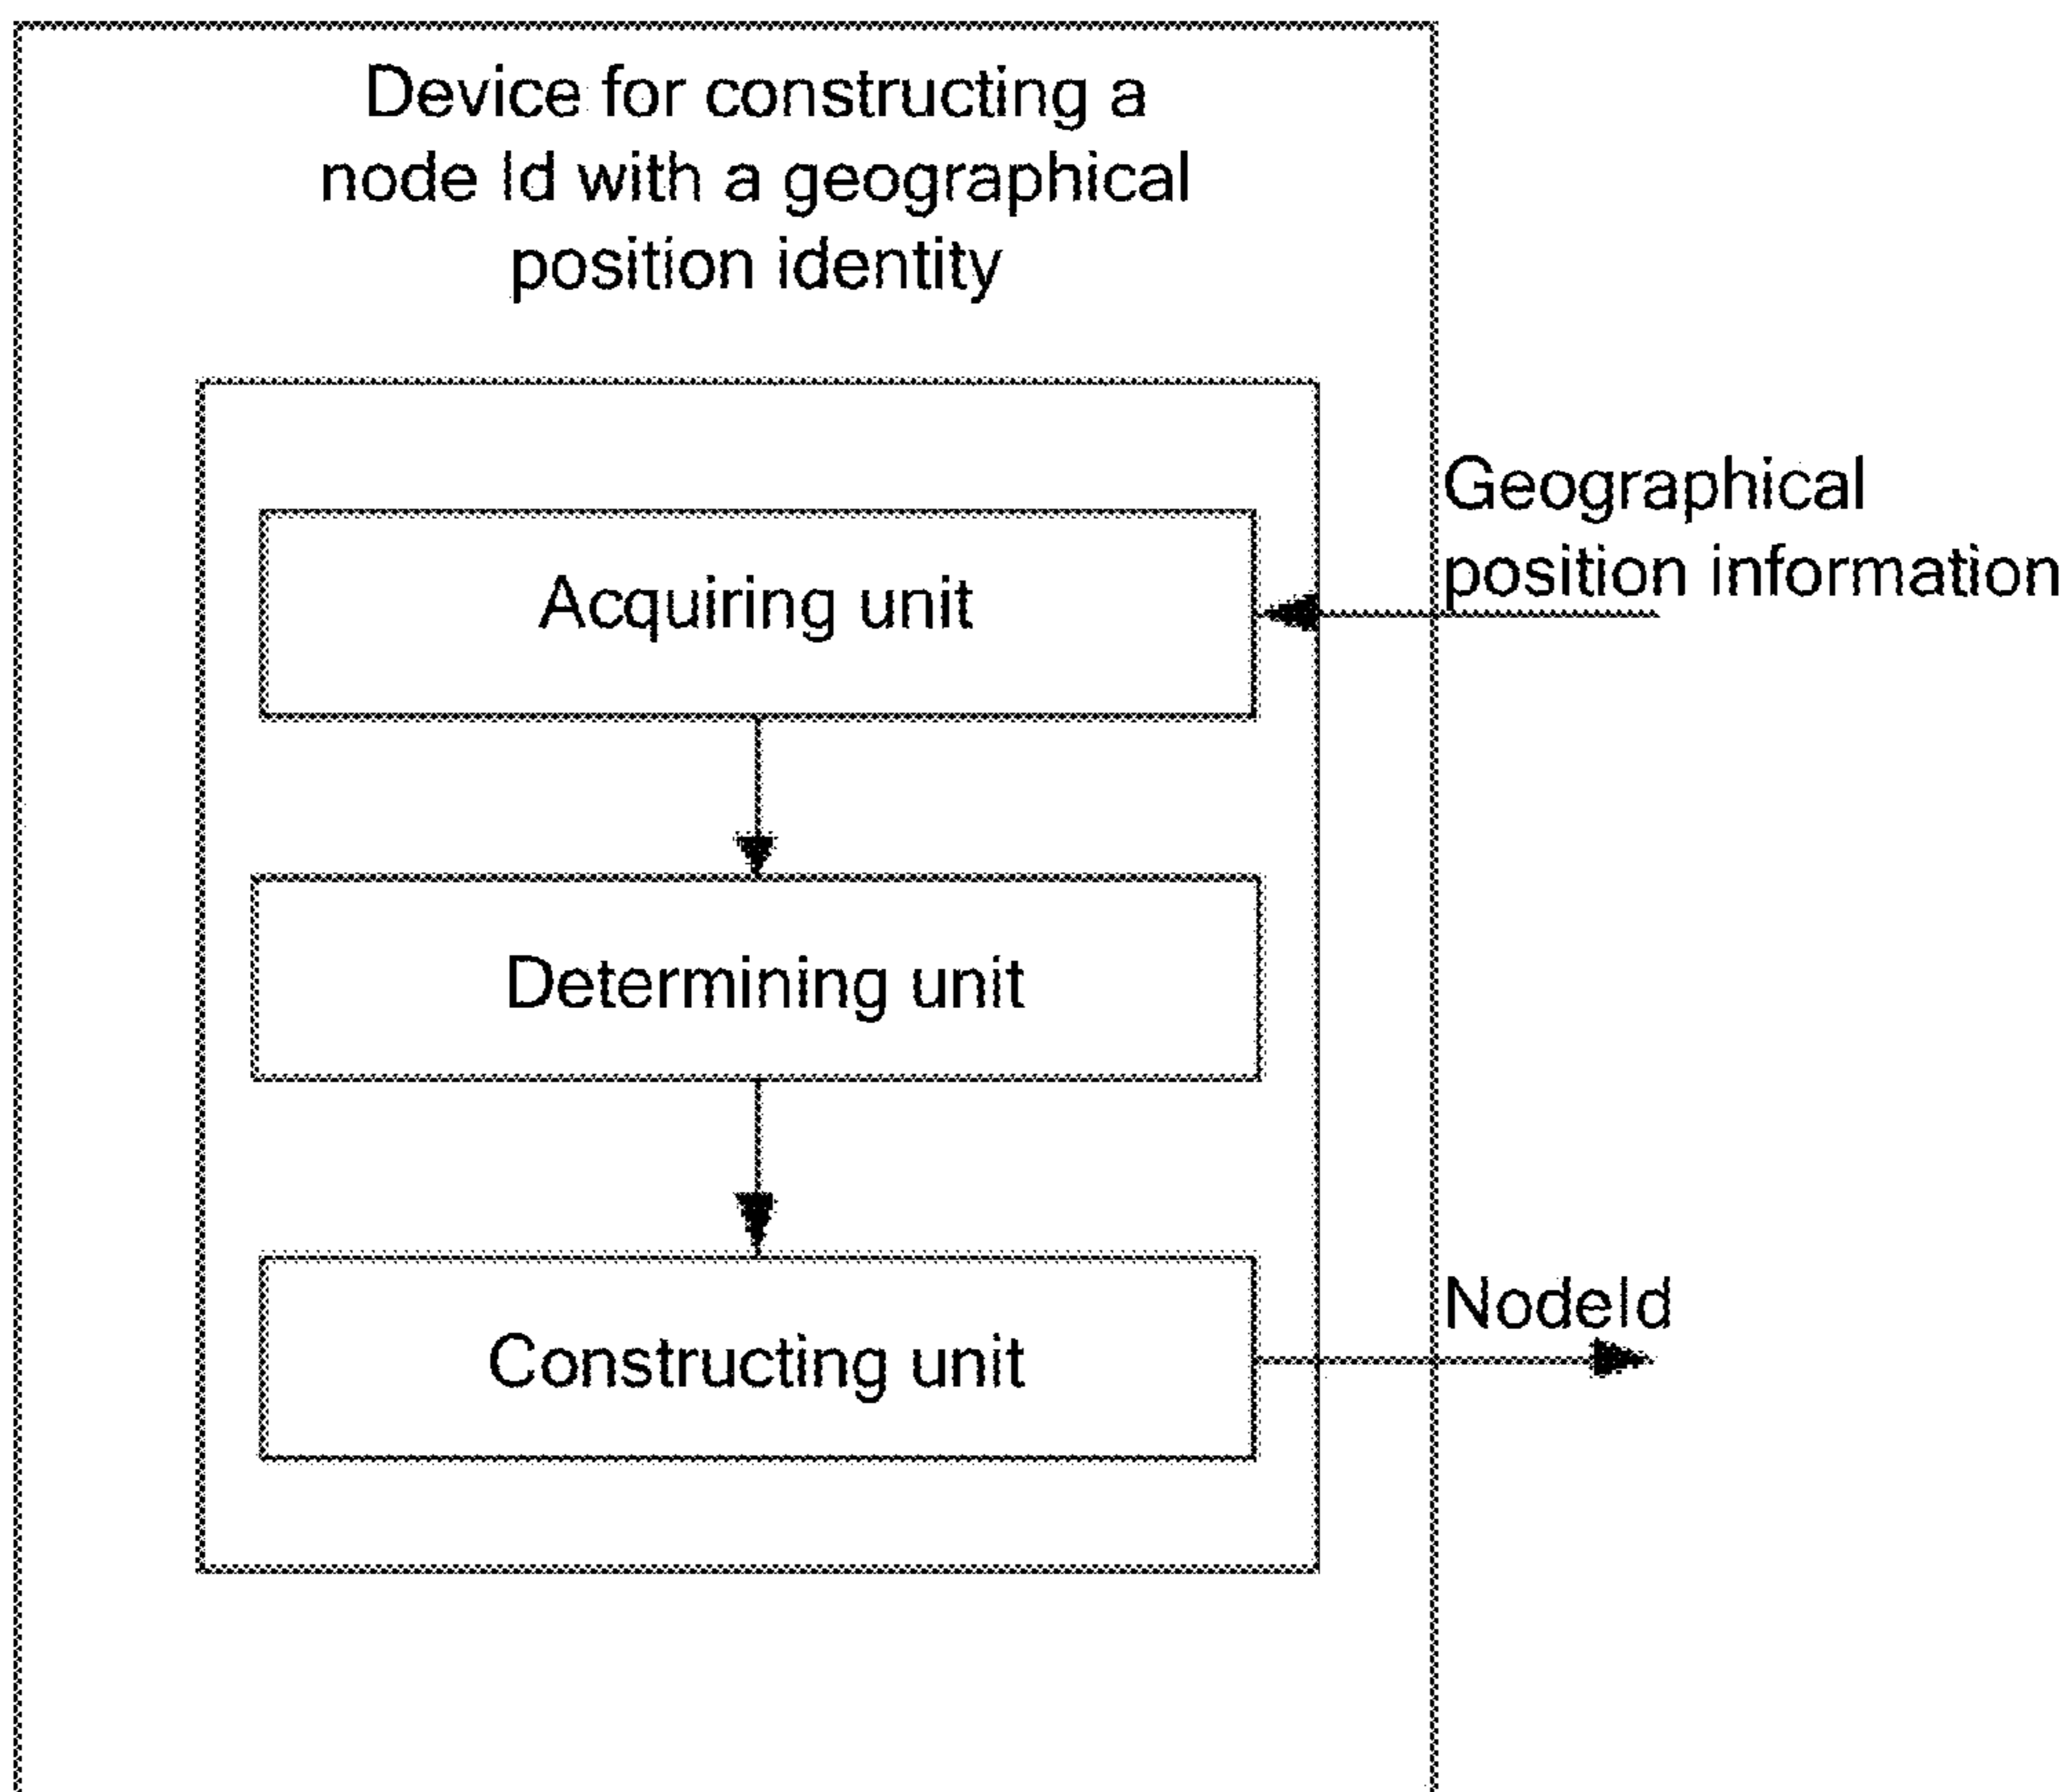 Device for constructing a
node Id with a geographical
position identity
Geographical
position information
Acquiring unit
Determining unit
NodeId
Constructing unit